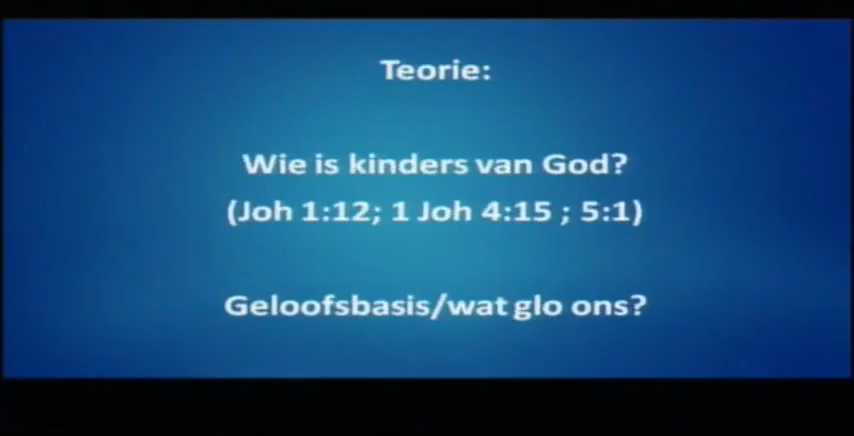 Teorie:
Wie is kinders van God?
(Joh 1:12; 1 Joh 4:15 ; 5:1)
Geloofsbasis/wat glo ons?